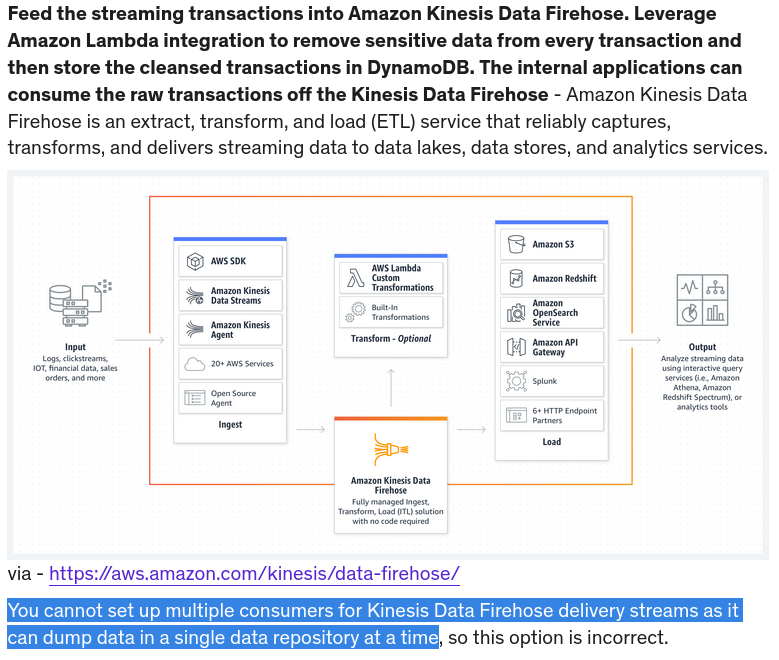 Feed the streaming transactions into Amazon Kinesis Data Firehose. Leverage
Amazon Lambda integration to remove sensitive data from every transaction and
then store the cleansed transactions in DynamoDB. The internal applications can
consume the raw transactions off the Kinesis Data Firehose - Amazon Kinesis Data
Firehose is an extract, transform, and load (ETL) service that reliably captures,
transforms, and delivers streaming data to data lakes, data stores, and analytics services.
Input
Logs, clickstreams,
IOT, financial data, sales
orders, and more
AWS SDK
Amazon Kinesis
Data Streams
Amazon Kinesis
Agent
20+ AWS Services
Open Source
Agent
Ingest
AWS Lambda
Custom
Transformations
Built-In
Transformations
Transform - Optional
Amazon Kinesis Data
Firehose
Fully managed Ingest,
Transform, Load (ITL) solution
with no code required
Amazon S3
Amazon Redshift
Amazon
OpenSearch
Service
Amazon API
Gateway
Splunk
6+ HTTP Endpoint
Partners
Load
Output
Analyze streaming data
using interactive query
services (i.e., Amazon
Athena, Amazon
Redshift Spectrum), or
analytics tools
via - https://aws.amazon.com/kinesis/data-firehose/
You cannot set up multiple consumers for Kinesis Data Firehose delivery streams as it
can dump data in a single data repository at a time, so this option is incorrect.